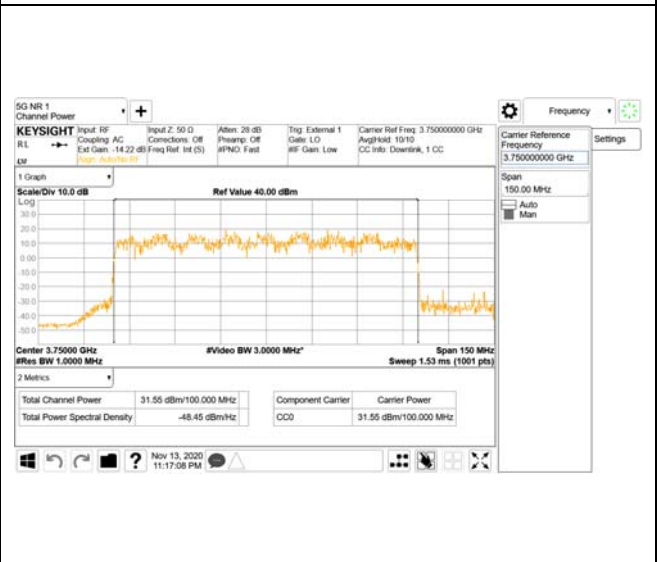 5G NR 1
Channel Power
Frequency
KEYSIGHT Input: RF Input Z: 50 Ω Atten: 28 dB Trig: External 1 Carrier Ref Freq: 3.750000000 GHz
RL Coupling: AC Corrections: Off Preamp: Off Gate: LO Avg|Hold: 10/10
Ext Gain: -14.22 dB Freq Ref: Int (S) #PNO: Fast #IF Gain: Low CC Info: Downlink, 1 CC
Align: Auto/No RF
Carrier Reference
Frequency
3.750000000 GHz
Settings
Span
150.00 MHz
Auto
Man
1 Graph
Scale/Div 10.0 dB Ref Value 40.00 dBm
Log
30.0
20.0
10.0
0.00
-10.0
-20.0
-30.0
-40.0
-50.0
Center 3.75000 GHz #Video BW 3.0000 MHz* Span 150 MHz
#Res BW 1.0000 MHz Sweep 1.53 ms (1001 pts)
2 Metrics
Total Channel Power 31.55 dBm/100.000 MHz Component Carrier Carrier Power
Total Power Spectral Density -48.45 dBm/Hz CC0 31.55 dBm/100.000 MHz
? Nov 13, 2020
11:17:08 PM